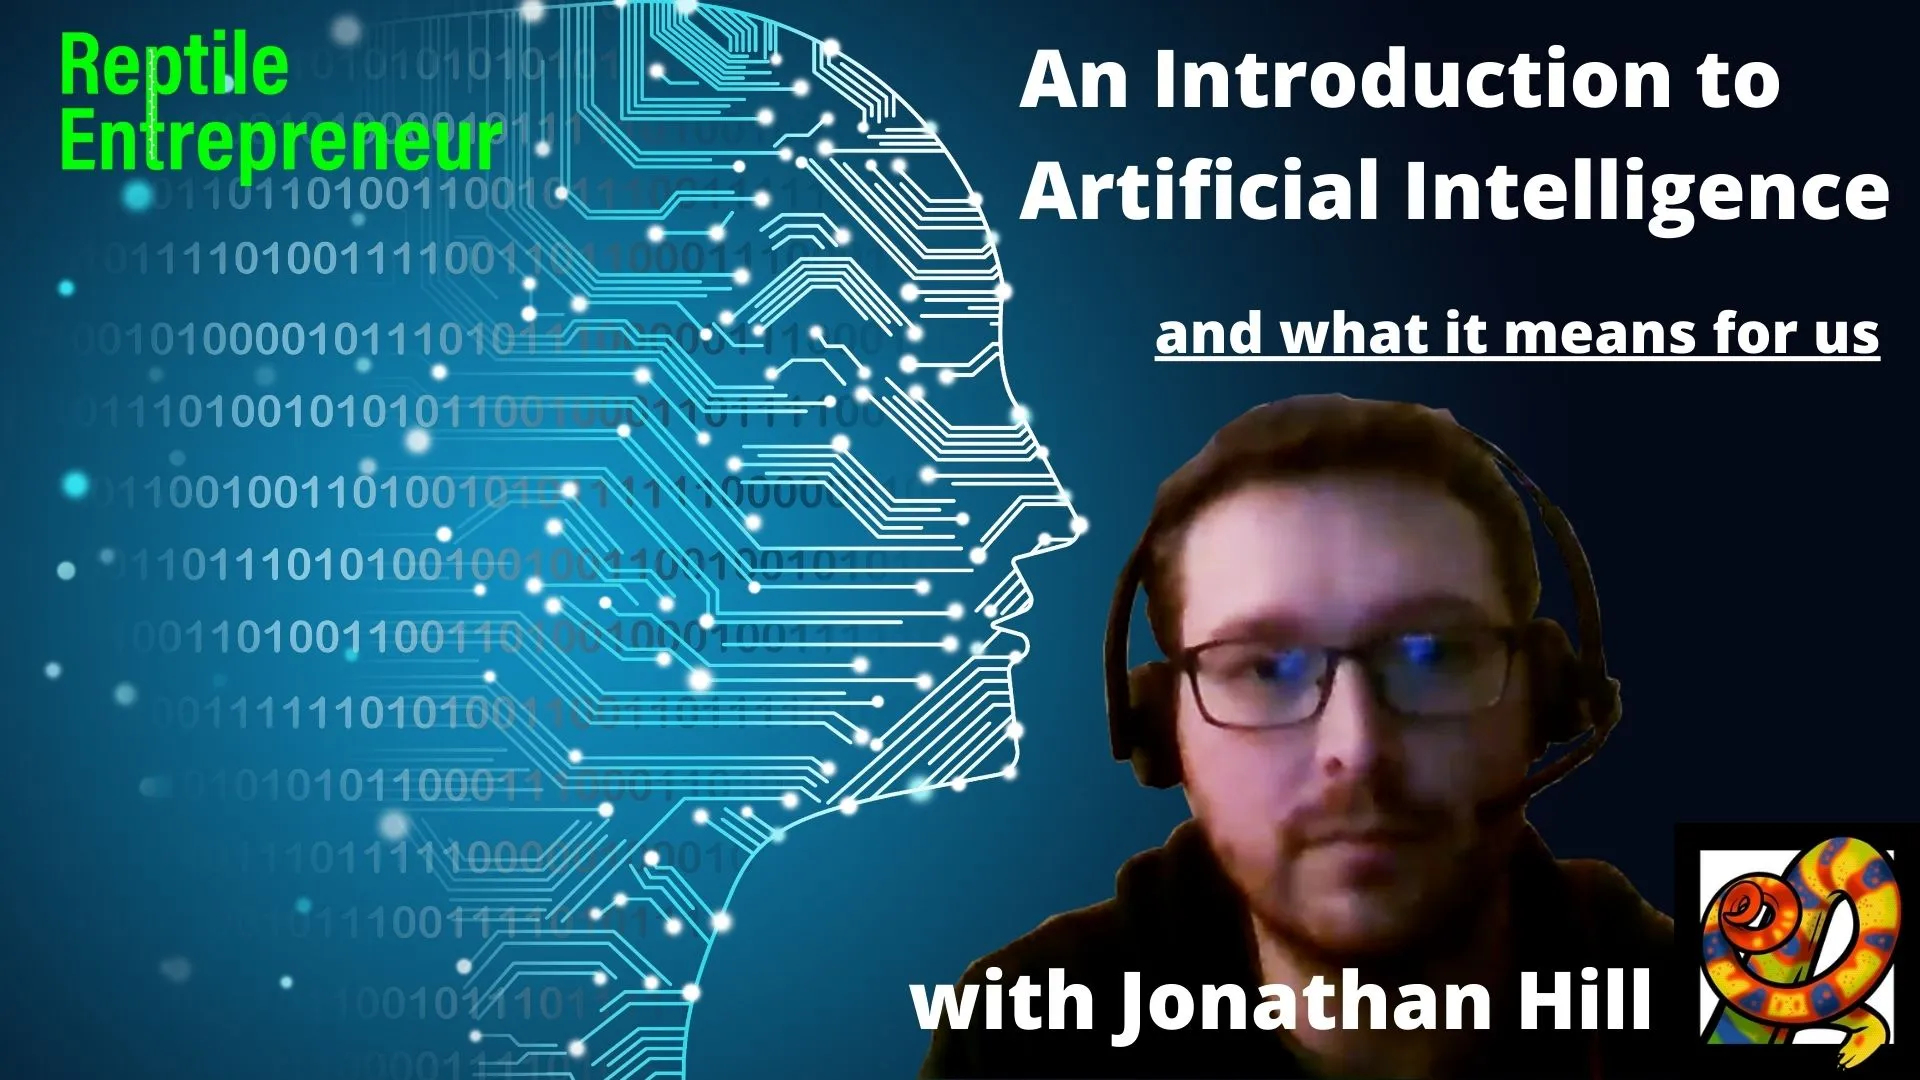 Reptile
Entrepreneur
An Introduction to
Artificial Intelligence
and what it means for us
with Jonathan Hill